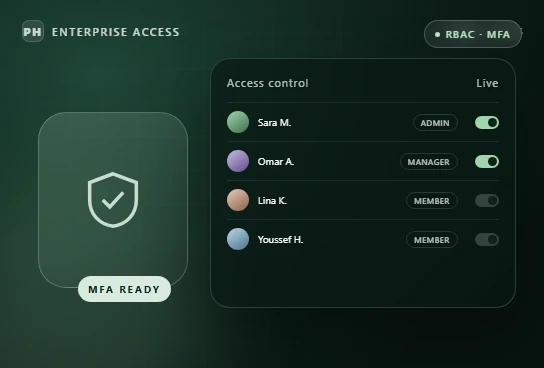 PH ENTERPRISE ACCESS
RBAC · MFA
Access control
Live
Sara M.
ADMIN
Omar A.
MANAGER
Lina K.
MEMBER
Youssef H.
MEMBER
MFA READY